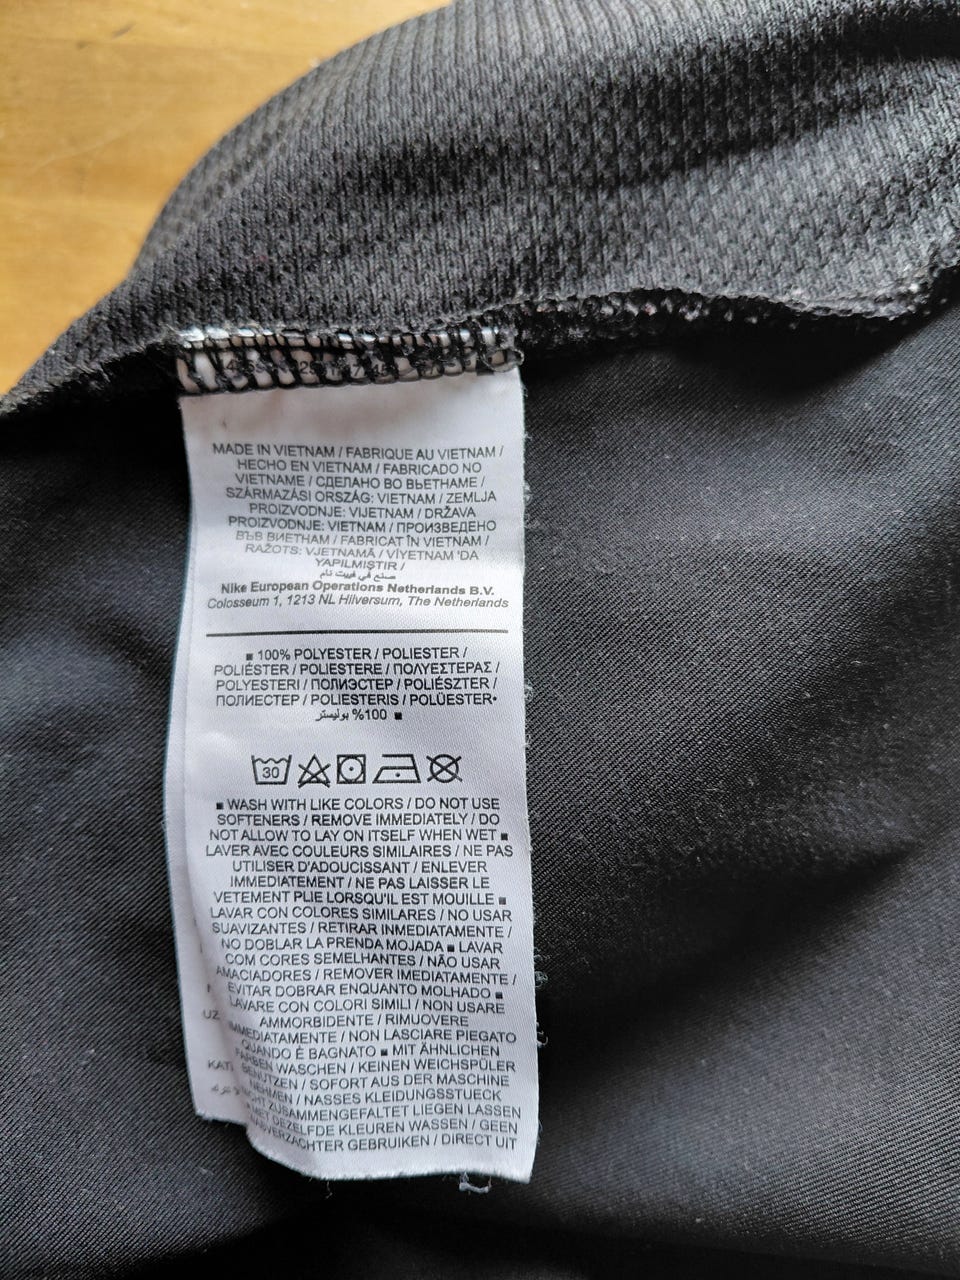 MADE IN VIETNAM / FABRIQUE AU VIETNAM /
HECHO EN VIETNAM / FABRICADO NO
VIETNAME / СДЕЛАНО ВО ВЬЕТНАМЕ /
SZÁRMAZÁSI ORSZÁG: VIETNAM / ZEMLJA
PROIZVODNJE: VIJETNAM / DRŽAVA
PROIZVODNJE: VIETNAM / ПРОИЗВЕДЕНО
ВЪВ ВИЕТНАМ / FABRICAT ÎN VIETNAM /
RAŽOTS: VJETNAMĀ / VİYETNAM 'DA
YAPILMIŞTIR /
صنع في فييت نام
Nike European Operations Netherlands B.V.
Colosseum 1, 1213 NL Hilversum, The Netherlands
■ 100% POLYESTER / POLIESTER /
POLIÉSTER / POLIESTERE / ΠΟΛΥΕΣΤΕΡΑΣ /
POLYESTERI / ПОЛИЭСТЕР / POLIÉSZTER /
ПОЛИЕСТЕР / POLIESTERIS / POLÜESTER•
■ 100% بوليستر
30
■ WASH WITH LIKE COLORS / DO NOT USE
SOFTENERS / REMOVE IMMEDIATELY / DO
NOT ALLOW TO LAY ON ITSELF WHEN WET ■
LAVER AVEC COULEURS SIMILAIRES / NE PAS
UTILISER D'ADOUCISSANT / ENLEVER
IMMEDIATEMENT / NE PAS LAISSER LE
VETEMENT PLIE LORSQU'IL EST MOUILLE ■
LAVAR CON COLORES SIMILARES / NO USAR
SUAVIZANTES / RETIRAR INMEDIATAMENTE /
NO DOBLAR LA PRENDA MOJADA ■ LAVAR
COM CORES SEMELHANTES / NÃO USAR
AMACIADORES / REMOVER IMEDIATAMENTE /
EVITAR DOBRAR ENQUANTO MOLHADO ■
LAVARE CON COLORI SIMILI / NON USARE
AMMORBIDENTE / RIMUOVERE
IMMEDIATAMENTE / NON LASCIARE PIEGATO
QUANDO È BAGNATO ■ MIT ÄHNLICHEN
FARBEN WASCHEN / KEINEN WEICHSPÜLER
BENUTZEN / SOFORT AUS DER MASCHINE
NEHMEN / NASSES KLEIDUNGSSTUECK
NICHT ZUSAMMENGEFALTET LIEGEN LASSEN
■ MET DEZELFDE KLEUREN WASSEN / GEEN
WASVERZACHTER GEBRUIKEN / DIRECT UIT
UZ
KATI